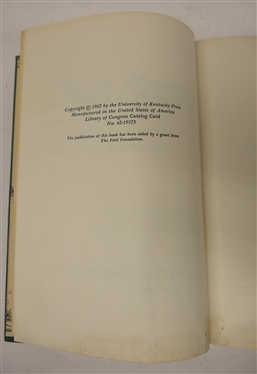 Copyright © 1962 by the University of Kentucky Press
Manufactured in the United States of America
Library of Congress Catalog Card
No. 62-19375
The publication of this book has been aided by a grant from
The Ford Foundation.